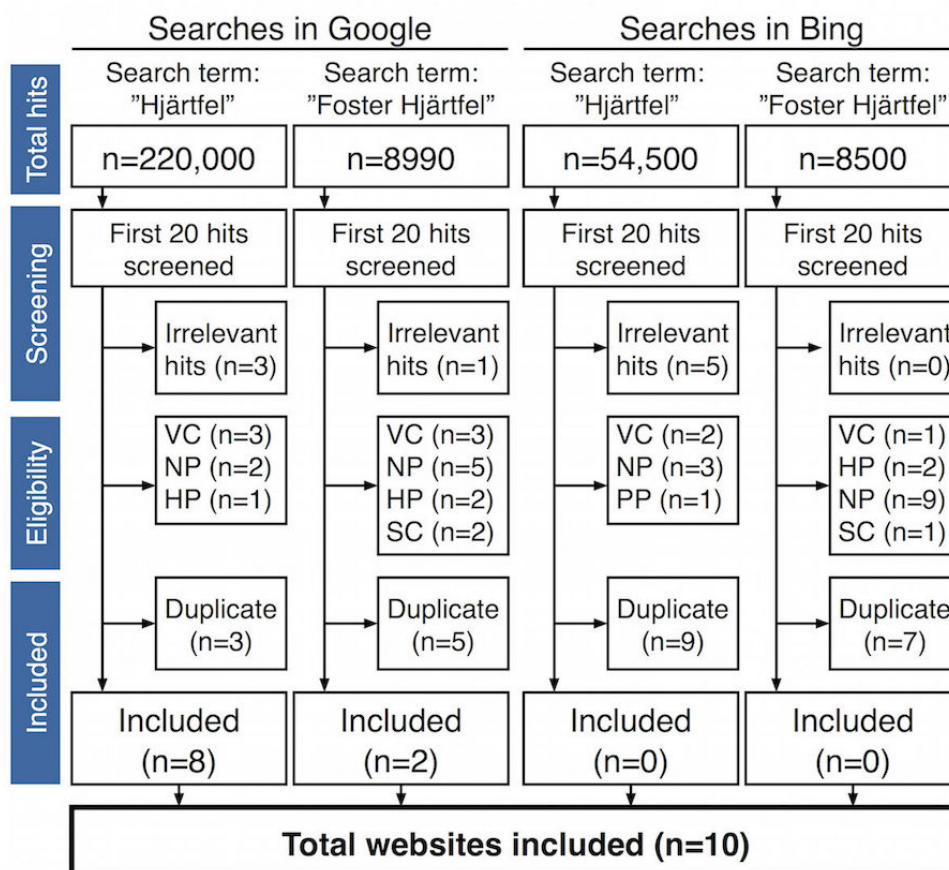 Searches in Google
Searches in Bing
Total hits
Search term:
”Hjärtfel”
Search term:
”Foster Hjärtfel”
Search term:
”Hjärtfel”
Search term:
”Foster Hjärtfel”
n=220,000
n=8990
n=54,500
n=8500
Screening
First 20 hits
screened
First 20 hits
screened
First 20 hits
screened
First 20 hits
screened
Irrelevant
hits (n=3)
Irrelevant
hits (n=1)
Irrelevant
hits (n=5)
Irrelevant
hits (n=0)
Eligibility
VC (n=3)
NP (n=2)
HP (n=1)
VC (n=3)
NP (n=5)
HP (n=2)
SC (n=2)
VC (n=2)
NP (n=3)
PP (n=1)
VC (n=1)
HP (n=2)
NP (n=9)
SC (n=1)
Included
Duplicate
(n=3)
Duplicate
(n=5)
Duplicate
(n=9)
Duplicate
(n=7)
Included
(n=8)
Included
(n=2)
Included
(n=0)
Included
(n=0)
Total websites included (n=10)